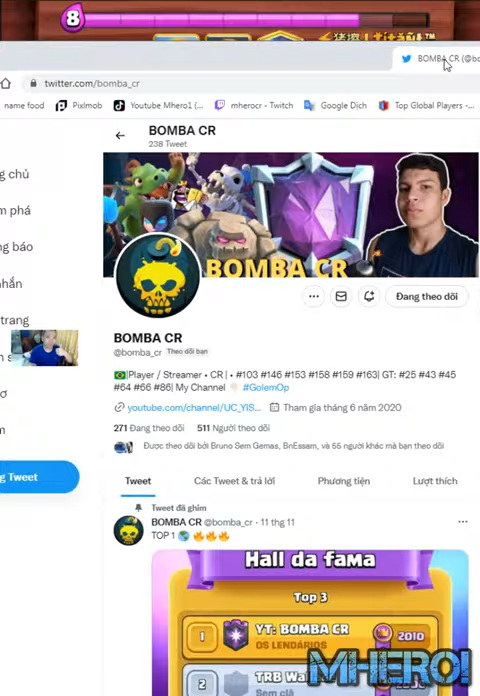 8
BOMBA CR (@bo
twitter.com/bomba_cr
name food
Pixlmob
Youtube Mhero1 (...
mherocr - Twitch
Google Dịch
Top Global Players -...
BOMBA CR
238 Tweet
g chủ
m phá
ng báo
nhắn
trang
BOMBA CR
Đang theo dõi
BOMBA CR
@bomba_cr Theo dõi bạn
🇧🇷|Player / Streamer • CR | • #103 #146 #153 #158 #159 #163| GT: #25 #43 #45
#64 #66 #86| My Channel 👇🏻 #GolemOp
youtube.com/channel/UC_YIS... Tham gia tháng 6 năm 2020
271 Đang theo dõi 511 Người theo dõi
Được theo dõi bởi Bruno Sem Gemas, BnEssam, và 55 người khác mà bạn theo dõi
g Tweet
Tweet
Các Tweet & trả lời
Phương tiện
Lượt thích
Tweet đã ghim
BOMBA CR @bomba_cr · 11 thg 11
TOP 1 🌎 🔥🔥🔥
Hall da fama
Top 3
1 YT: BOMBA CR 2010
OS LENDÁRIOS
2 TRB Wa
Sem clã
MHERO!